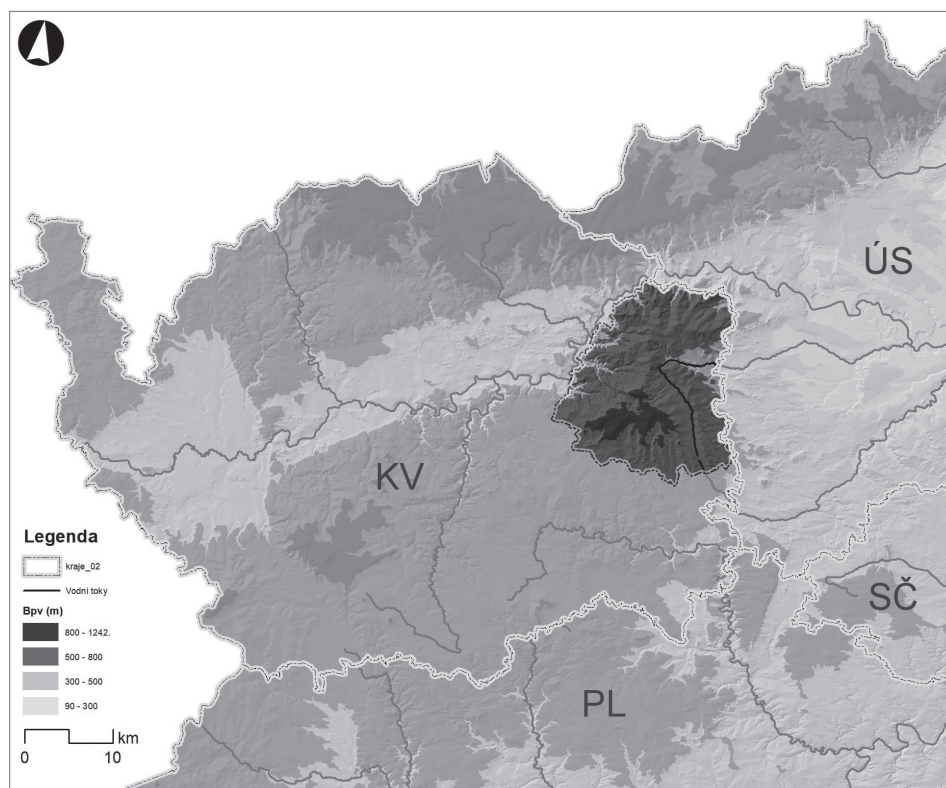 ÚS
KV
SČ
PL
Legenda
kraje_02
Vodní toky
Bpv (m)
800 - 1242.
500 - 800
300 - 500
90 - 300
km
0 10